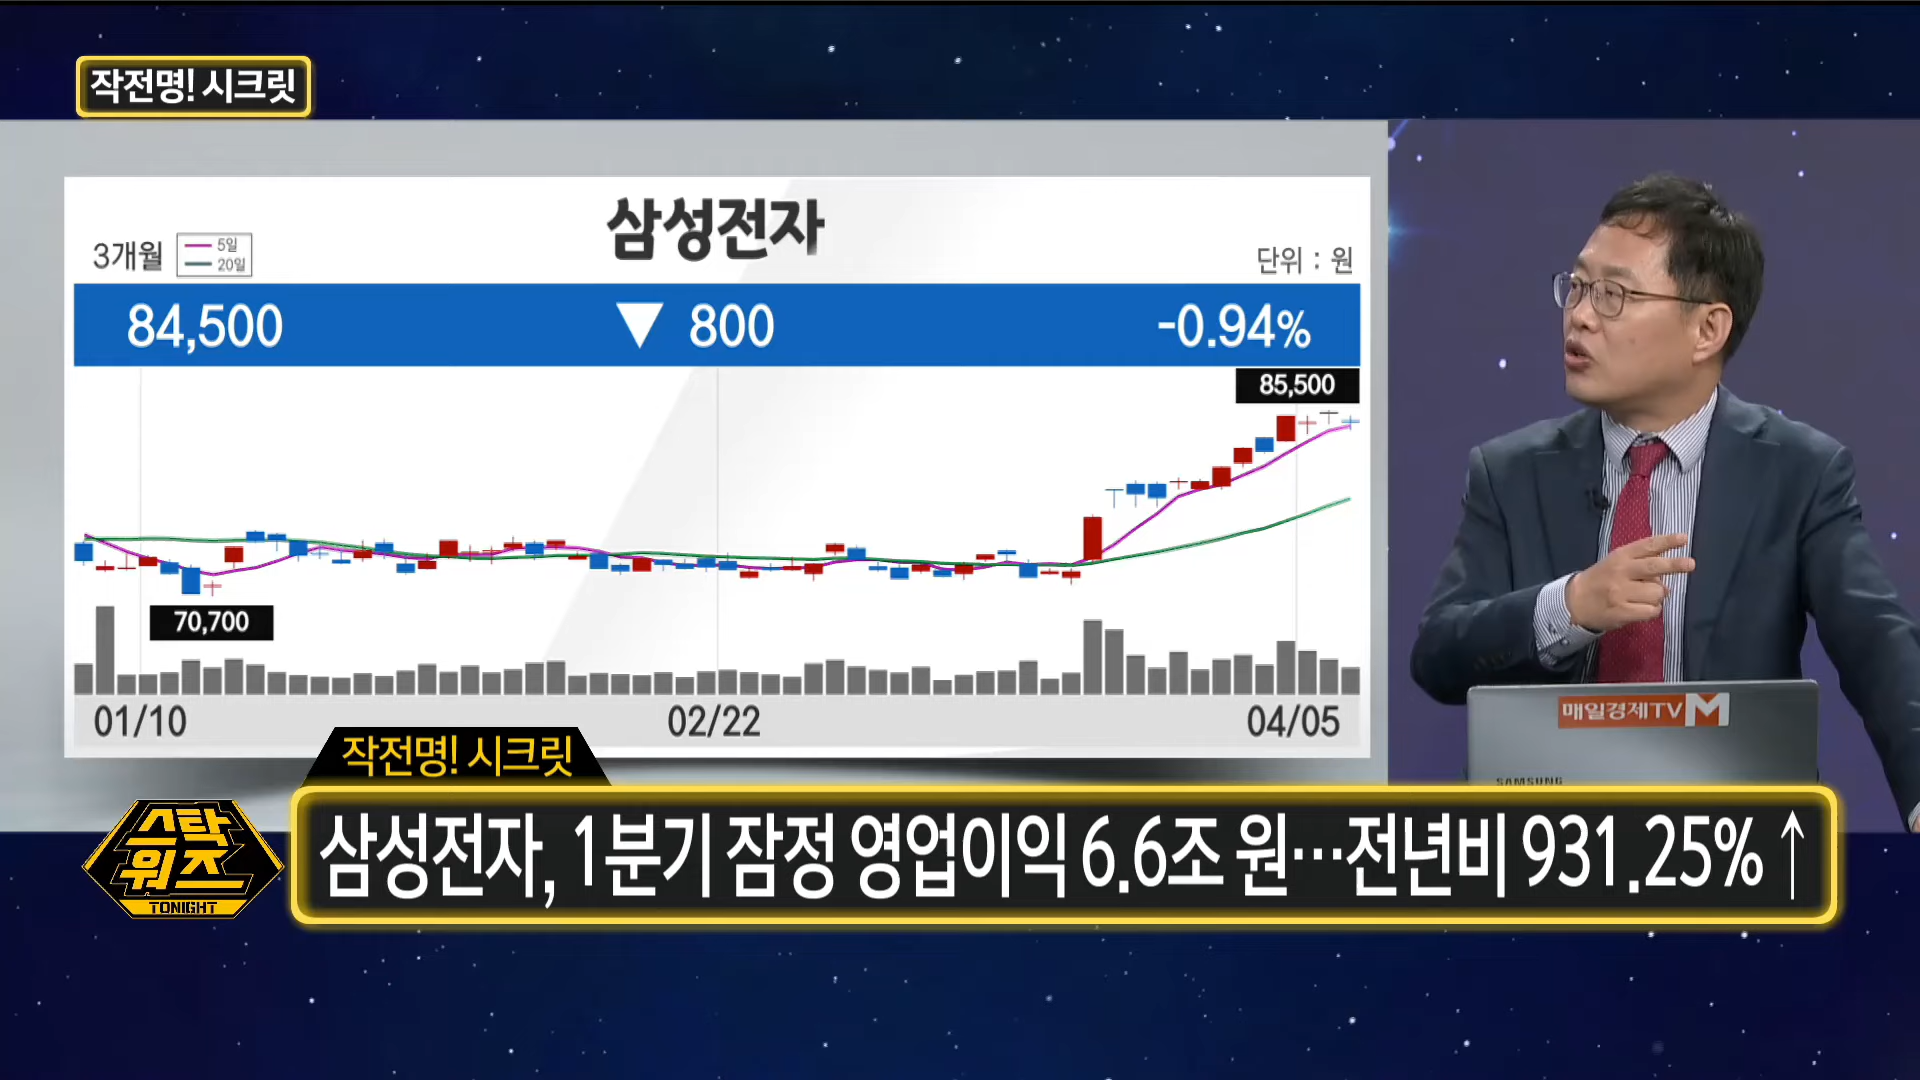 작전명! 시크릿
삼성전자
3개월
5일
20일
단위 : 원
84,500 ▼ 800 -0.94%
85,500
70,700
01/10 02/22 04/05
매일경제TV M
SAMSUNG
작전명! 시크릿
스탁
워즈
TONIGHT
삼성전자, 1분기 잠정 영업이익 6.6조 원…전년비 931.25%↑